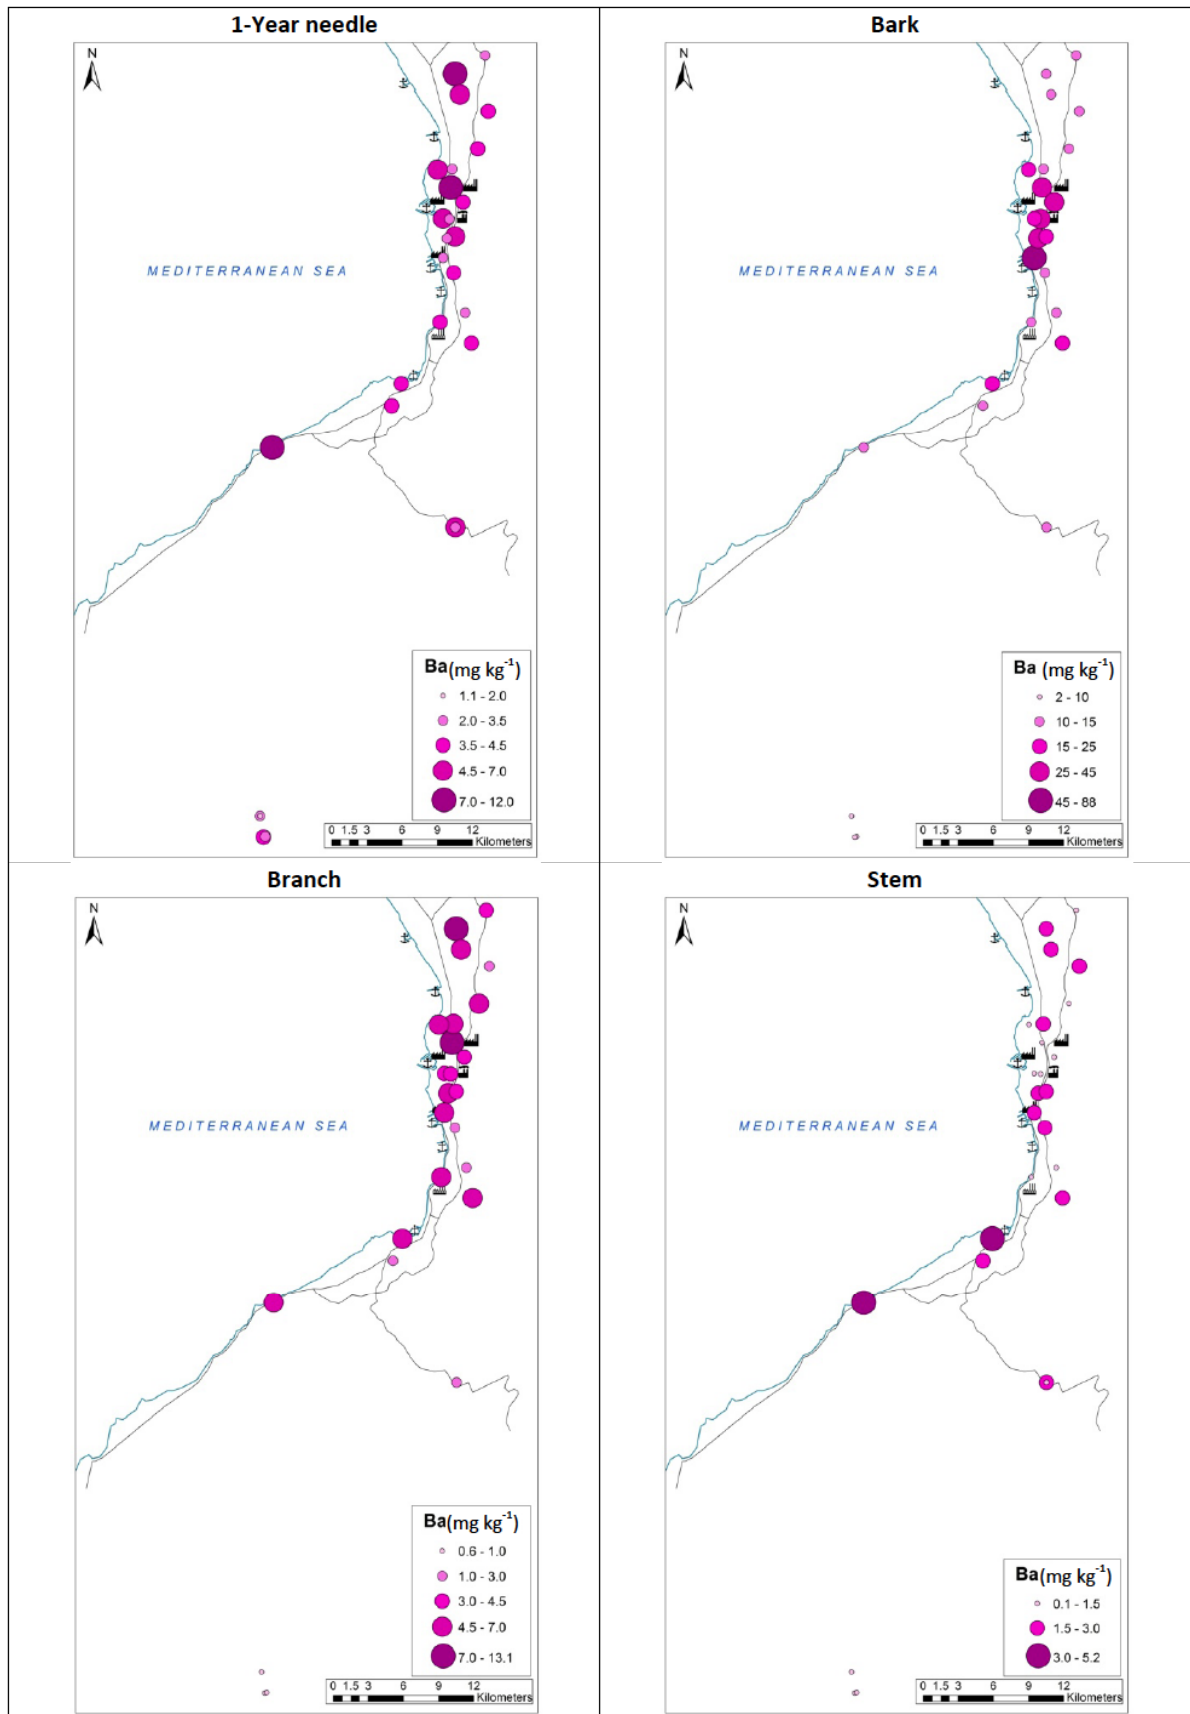 1-Year needle
N
MEDITERRANEAN SEA
Ba(mg kg⁻¹)
1.1 - 2.0
2.0 - 3.5
3.5 - 4.5
4.5 - 7.0
7.0 - 12.0
0 1.5 3 6 9 12
Kilometers
Bark
N
MEDITERRANEAN SEA
Ba (mg kg⁻¹)
2 - 10
10 - 15
15 - 25
25 - 45
45 - 88
0 1.5 3 6 9 12
Kilometers
Branch
N
MEDITERRANEAN SEA
Ba(mg kg⁻¹)
0.6 - 1.0
1.0 - 3.0
3.0 - 4.5
4.5 - 7.0
7.0 - 13.1
0 1.5 3 6 9 12
Kilometers
Stem
N
MEDITERRANEAN SEA
Ba(mg kg⁻¹)
0.1 - 1.5
1.5 - 3.0
3.0 - 5.2
0 1.5 3 6 9 12
Kilometers